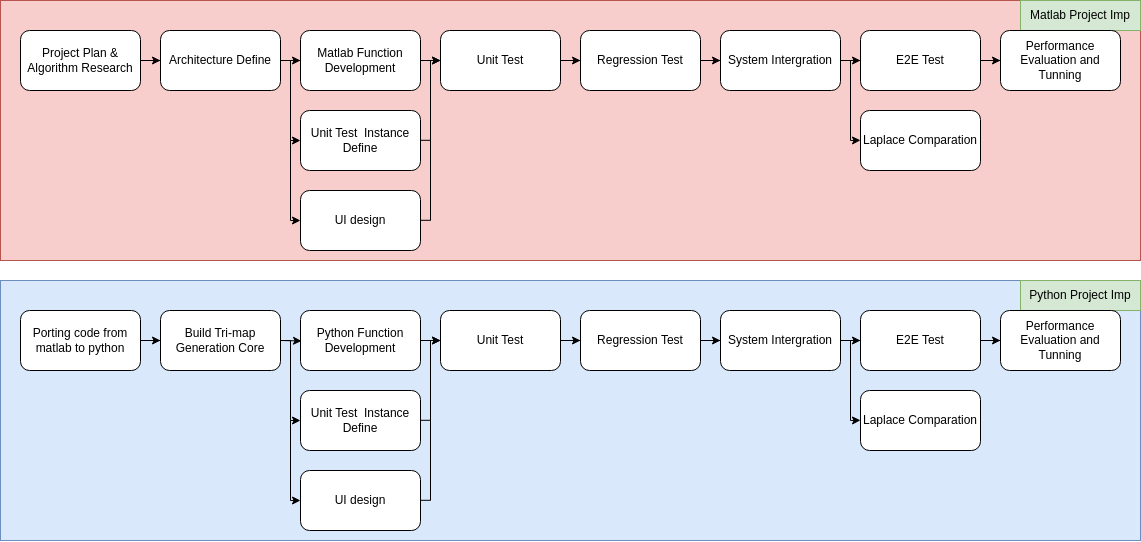 Matlab Project Imp
Project Plan &
Algorithm Research
Architecture Define
Matlab Function
Development
Unit Test
Regression Test
System Intergration
E2E Test
Performance
Evaluation and
Tunning
Unit Test  Instance
Define
Laplace Comparation
UI design
Python Project Imp
Porting code from
matlab to python
Build Tri-map
Generation Core
Python Function
Development
Unit Test
Regression Test
System Intergration
E2E Test
Performance
Evaluation and
Tunning
Unit Test  Instance
Define
Laplace Comparation
UI design